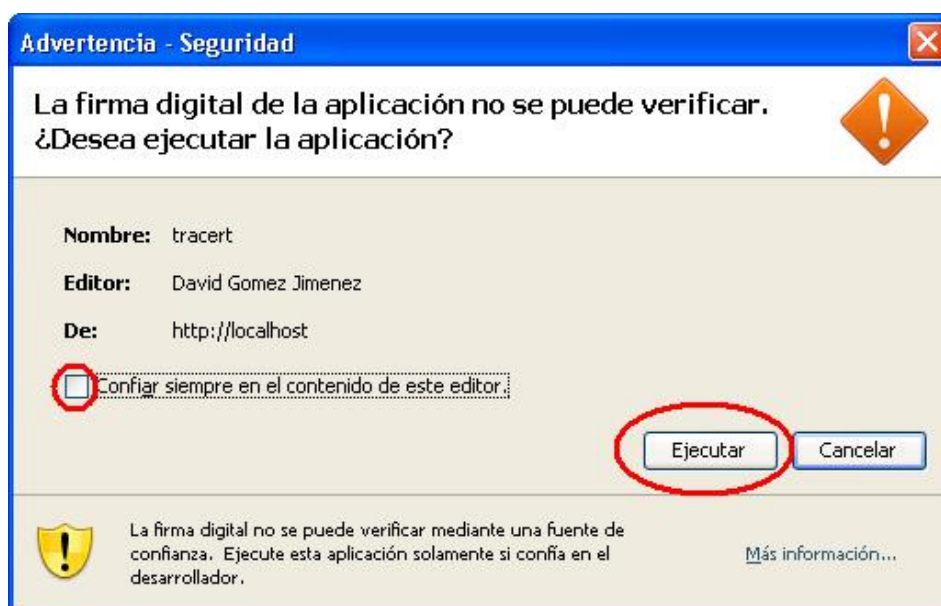 Advertencia - Seguridad
La firma digital de la aplicación no se puede verificar.
¿Desea ejecutar la aplicación?
Nombre: tracert
Editor: David Gomez Jimenez
De: http://localhost
Confiar siempre en el contenido de este editor.
Ejecutar Cancelar
La firma digital no se puede verificar mediante una fuente de
confianza. Ejecute esta aplicación solamente si confía en el
desarrollador.
Más información...